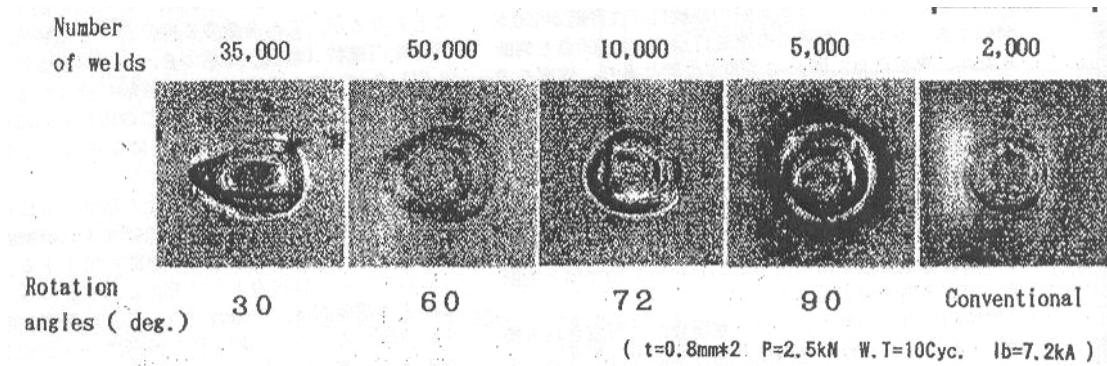 Number
of welds 35,000 50,000 10,000 5,000 2,000
Rotation
angles ( deg.) 30 60 72 90 Conventional
( t=0.8mm*2 P=2.5kN W.T=10Cyc. Ib=7.2kA )